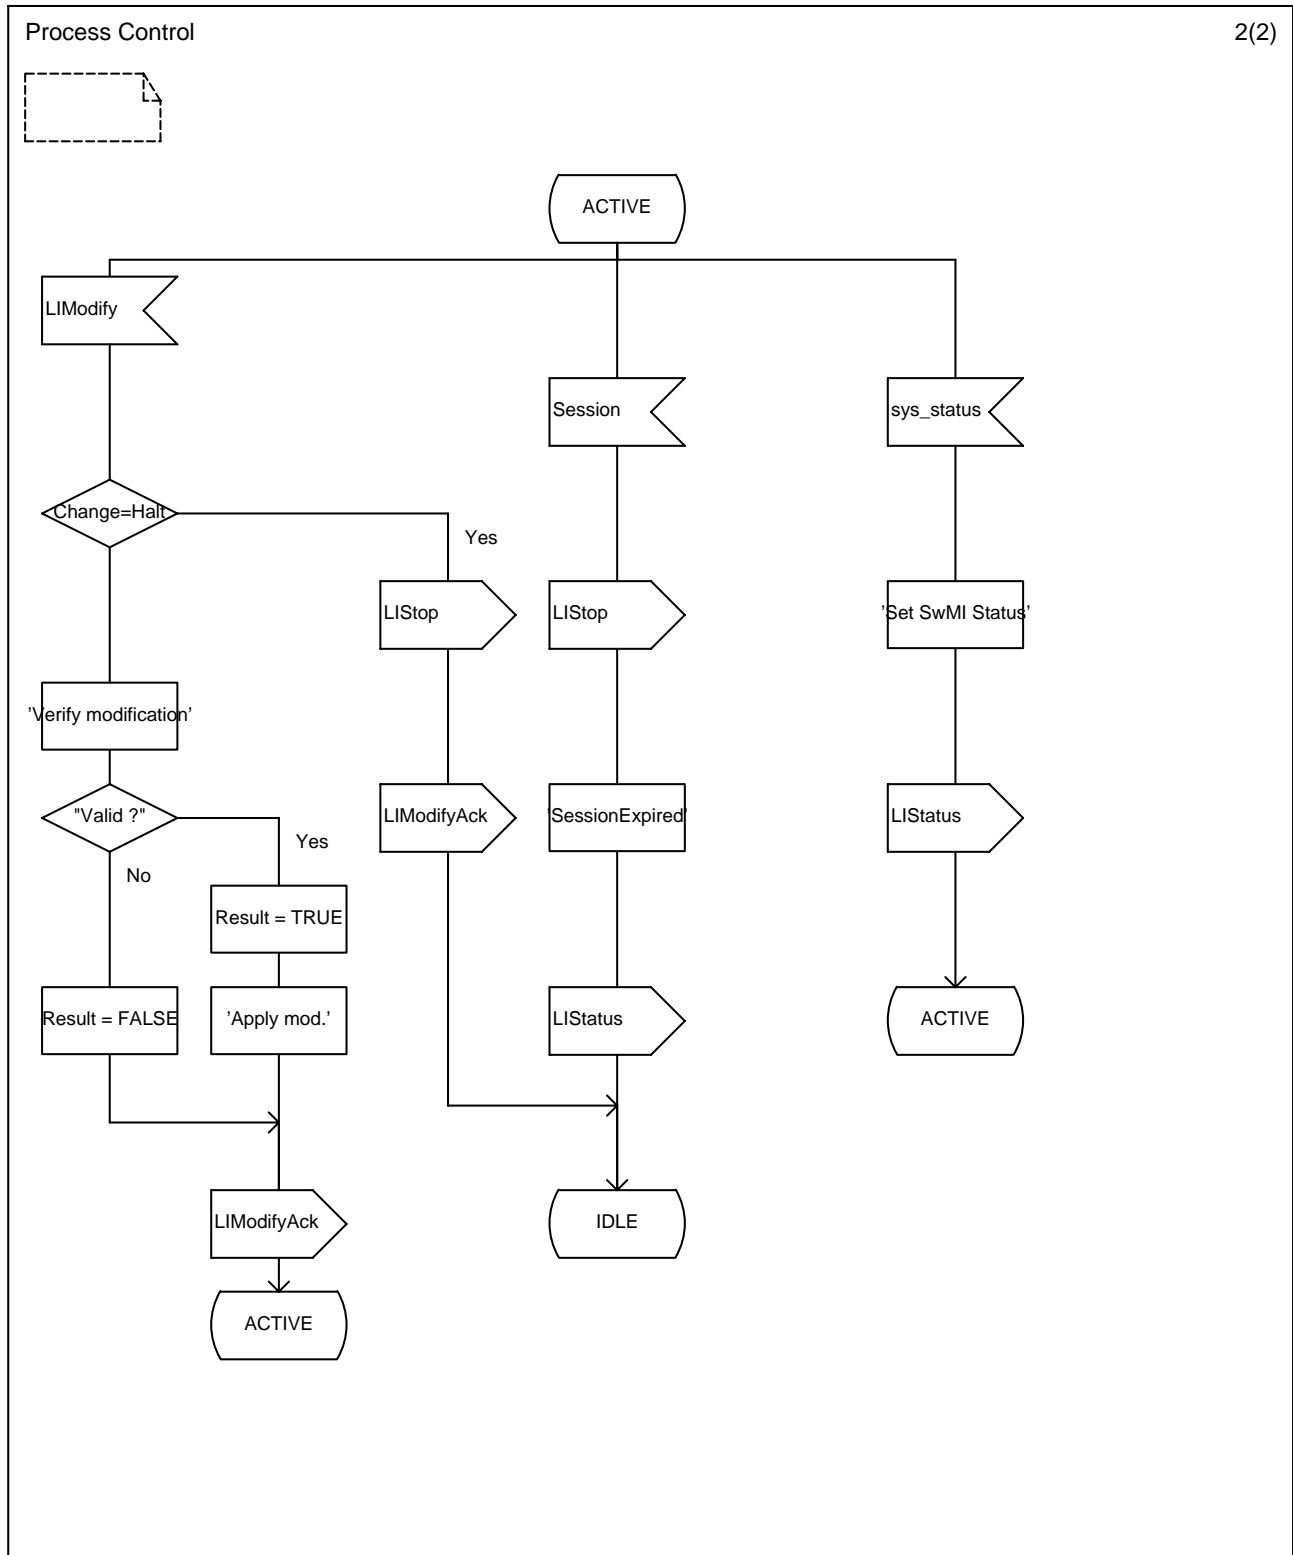 Process Control
2(2)
ACTIVE
LIModify
Session
sys_status
Change=Halt
Yes
LIStop
LIStop
'Set SwMI Status'
'Verify modification'
"Valid ?"
Yes
No
LIModifyAck
'SessionExpired'
LIStatus
Result = TRUE
Result = FALSE
'Apply mod.'
LIStatus
ACTIVE
LIModifyAck
IDLE
ACTIVE